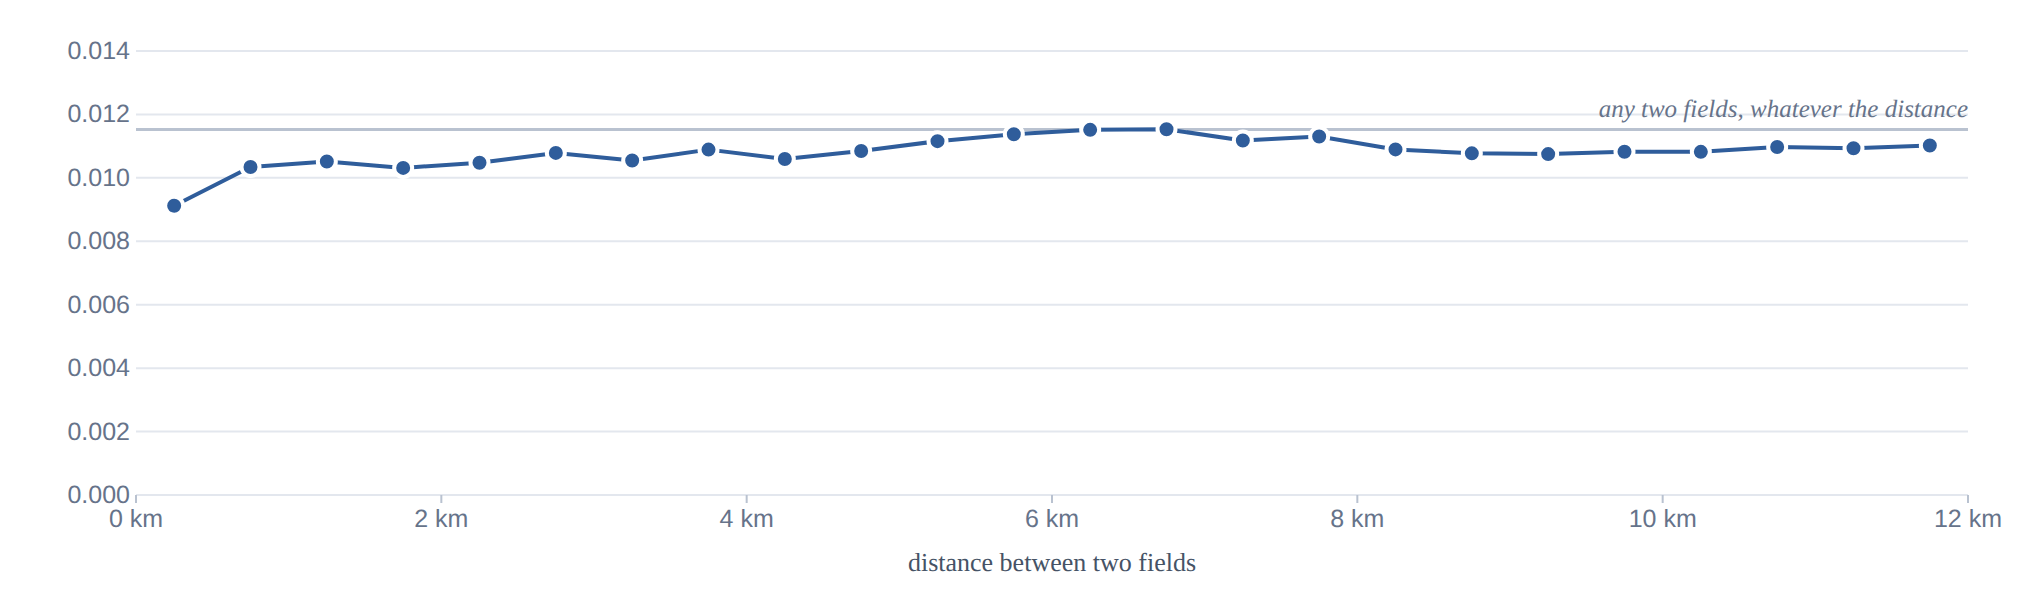 0.014
0.012
any two fields, whatever the distance
0.010
0.008
0.006
0.004
0.002
0.000
0 km 2 km 4 km 6 km 8 km 10 km 12 km
distance between two fields